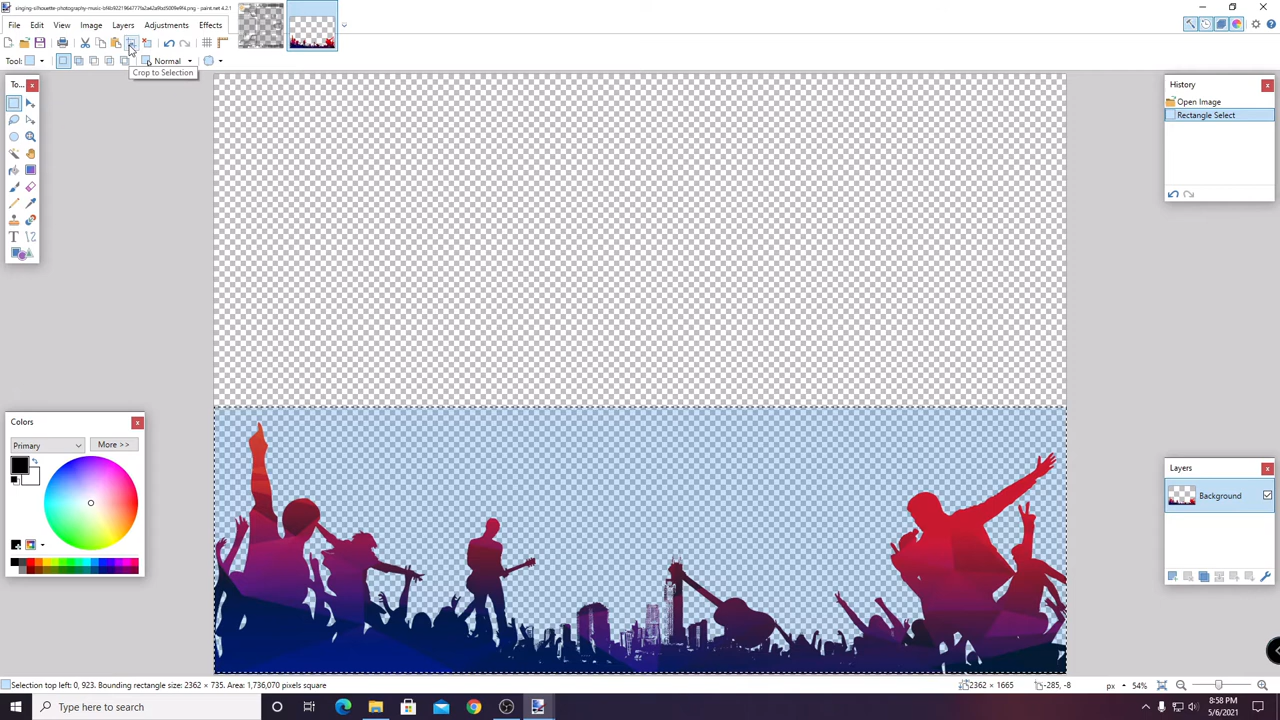 singing-silhouette-photography-music-bf4b9221964777fa2a42a9fad5009e9f4.png - paint.net 4.2.1
File Edit View Image Layers Adjustments Effects
Tool: Normal
Crop to Selection
To...
History
Open Image
Rectangle Select
Colors
Primary
More >>
Layers
Background
Selection top left: 0, 923. Bounding rectangle size: 2362 × 735. Area: 1,736,070 pixels square
2362 × 1665
-285, -8
px
54%
Type here to search
8:58 PM
5/6/2021